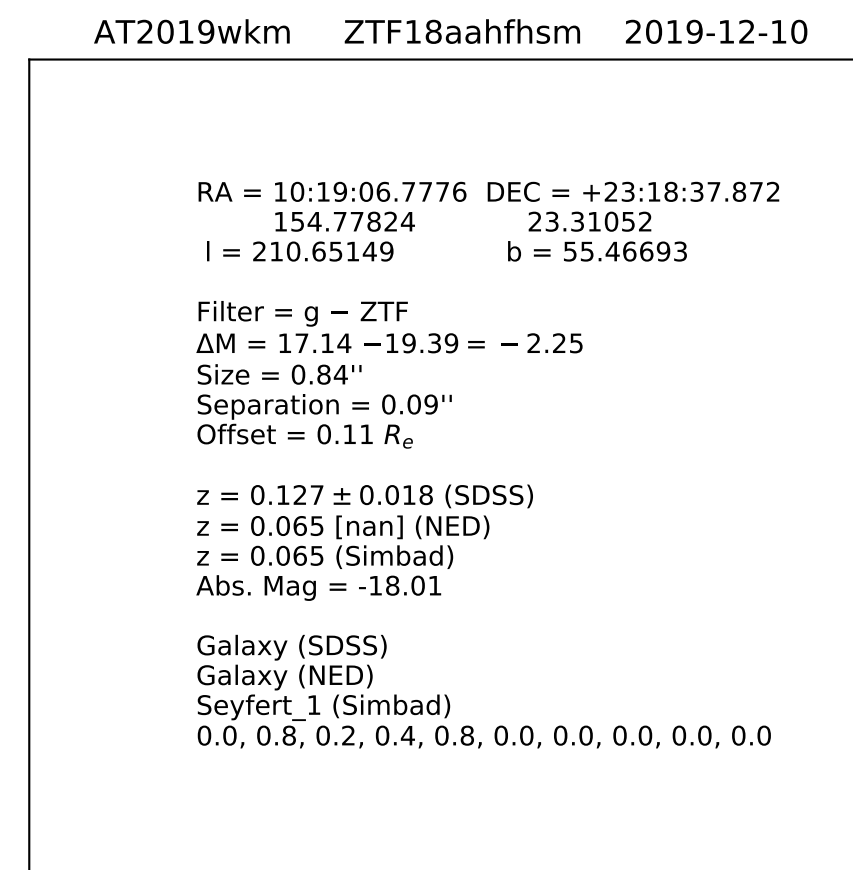 AT2019wkm ZTF18aahfhsm 2019-12-10
RA = 10:19:06.7776 DEC = +23:18:37.872
154.77824 23.31052
l = 210.65149 b = 55.46693
Filter = g − ZTF
ΔM = 17.14 −19.39 = − 2.25
Size = 0.84''
Separation = 0.09''
Offset = 0.11 Rₑ
z = 0.127 ± 0.018 (SDSS)
z = 0.065 [nan] (NED)
z = 0.065 (Simbad)
Abs. Mag = -18.01
Galaxy (SDSS)
Galaxy (NED)
Seyfert_1 (Simbad)
0.0, 0.8, 0.2, 0.4, 0.8, 0.0, 0.0, 0.0, 0.0, 0.0